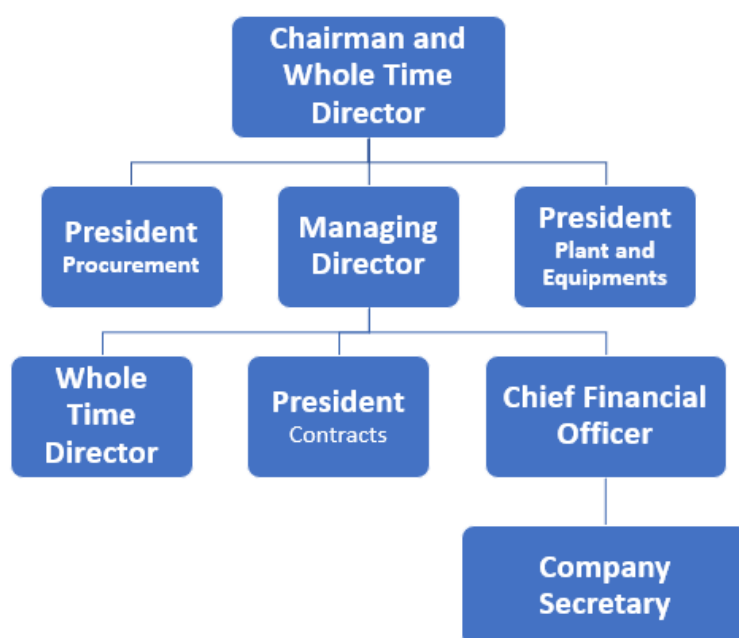 Chairman and
Whole Time
Director
President
Procurement
Managing
Director
President
Plant and
Equipments
Whole
Time
Director
President
Contracts
Chief Financial
Officer
Company
Secretary